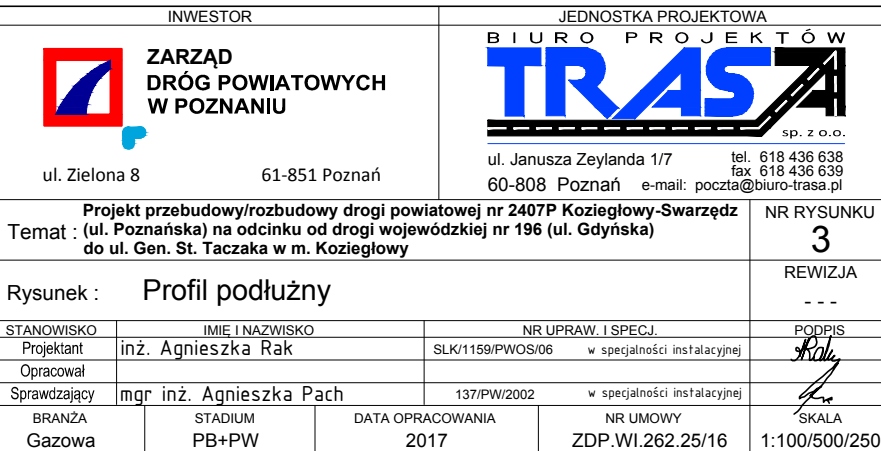 INWESTOR
JEDNOSTKA PROJEKTOWA
ZARZĄD
DRÓG POWIATOWYCH
W POZNANIU
ul. Zielona 8 61-851 Poznań
BIURO PROJEKTÓW
TRASA
sp. z o.o.
ul. Janusza Zeylanda 1/7 tel. 618 436 638
fax 618 436 639
60-808 Poznań e-mail: poczta@biuro-trasa.pl
Temat : Projekt przebudowy/rozbudowy drogi powiatowej nr 2407P Koziegłowy-Swarzędz
(ul. Poznańska) na odcinku od drogi wojewódzkiej nr 196 (ul. Gdyńska)
do ul. Gen. St. Taczaka w m. Koziegłowy
NR RYSUNKU
3
Rysunek : Profil podłużny
REWIZJA
- - -
STANOWISKO IMIĘ I NAZWISKO NR UPRAW. I SPECJ. PODPIS
Projektant inż. Agnieszka Rak SLK/1159/PWOS/06 w specjalności instalacyjnej
Opracował
Sprawdzający mgr inż. Agnieszka Pach 137/PW/2002 w specjalności instalacyjnej
BRANŻA STADIUM DATA OPRACOWANIA NR UMOWY SKALA
Gazowa PB+PW 2017 ZDP.WI.262.25/16 1:100/500/250